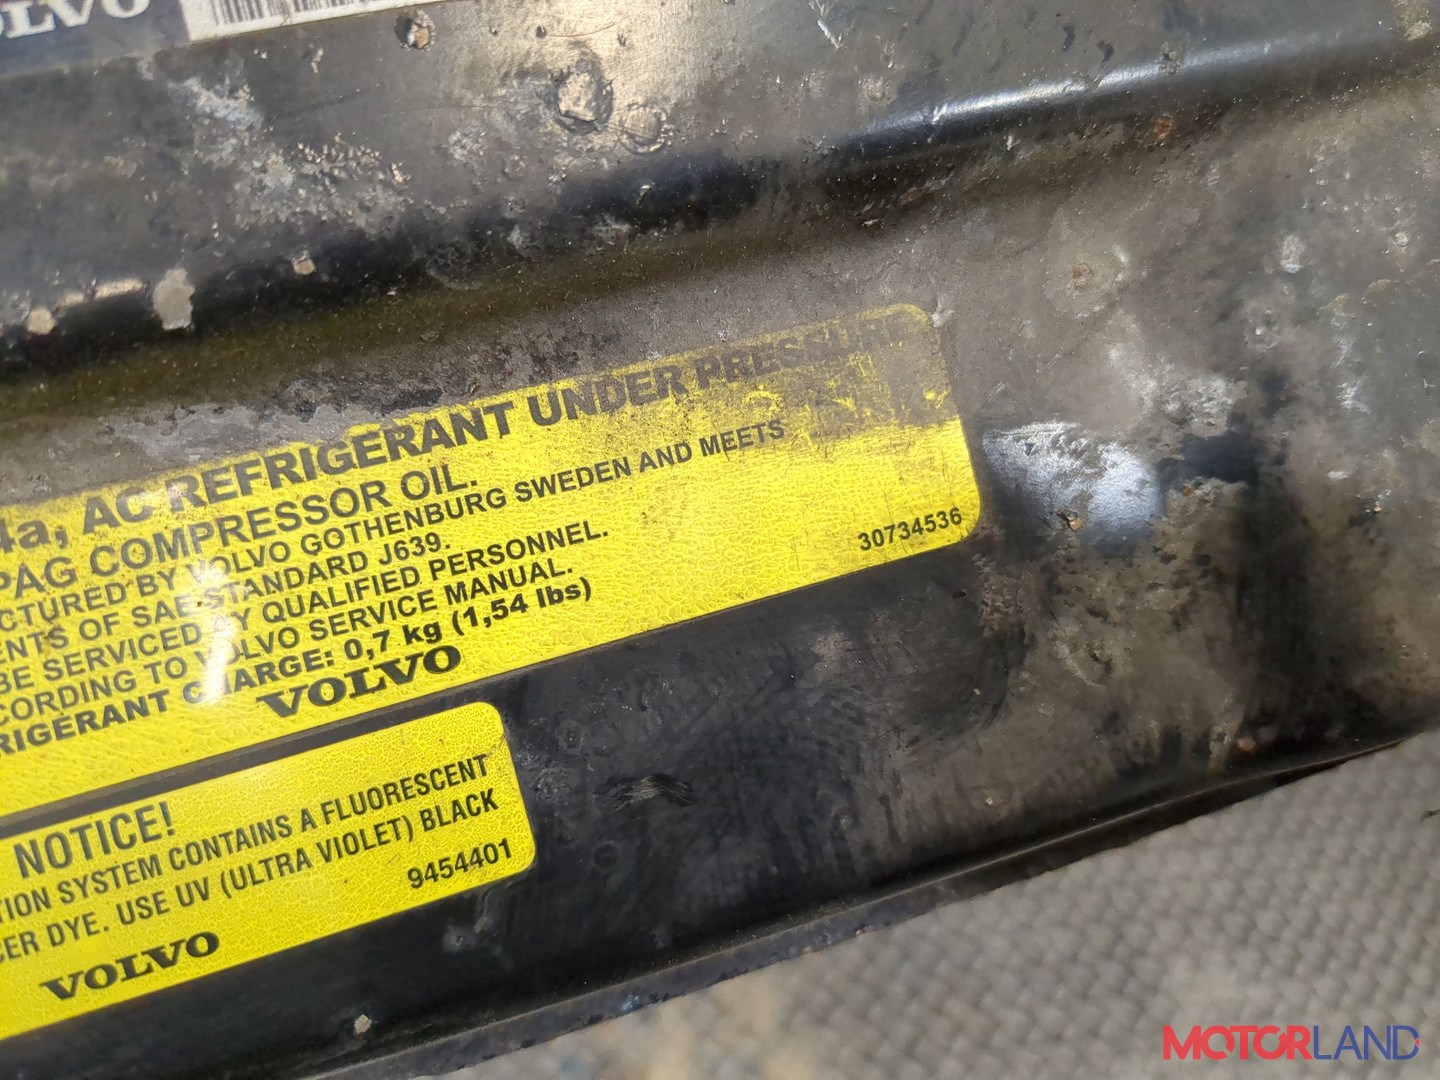 VOLVO
4a, AC REFRIGERANT UNDER PRESSURE
PAG COMPRESSOR OIL.
CTURED BY VOLVO GOTHENBURG SWEDEN AND MEETS
ENTS OF SAE STANDARD J639.
BE SERVICED BY QUALIFIED PERSONNEL.
CORDING TO VOLVO SERVICE MANUAL.
RIGERANT CHARGE: 0,7 kg (1,54 lbs)
30734536
VOLVO
NOTICE!
TION SYSTEM CONTAINS A FLUORESCENT
CER DYE. USE UV (ULTRA VIOLET) BLACK
9454401
VOLVO
MOTORLAND